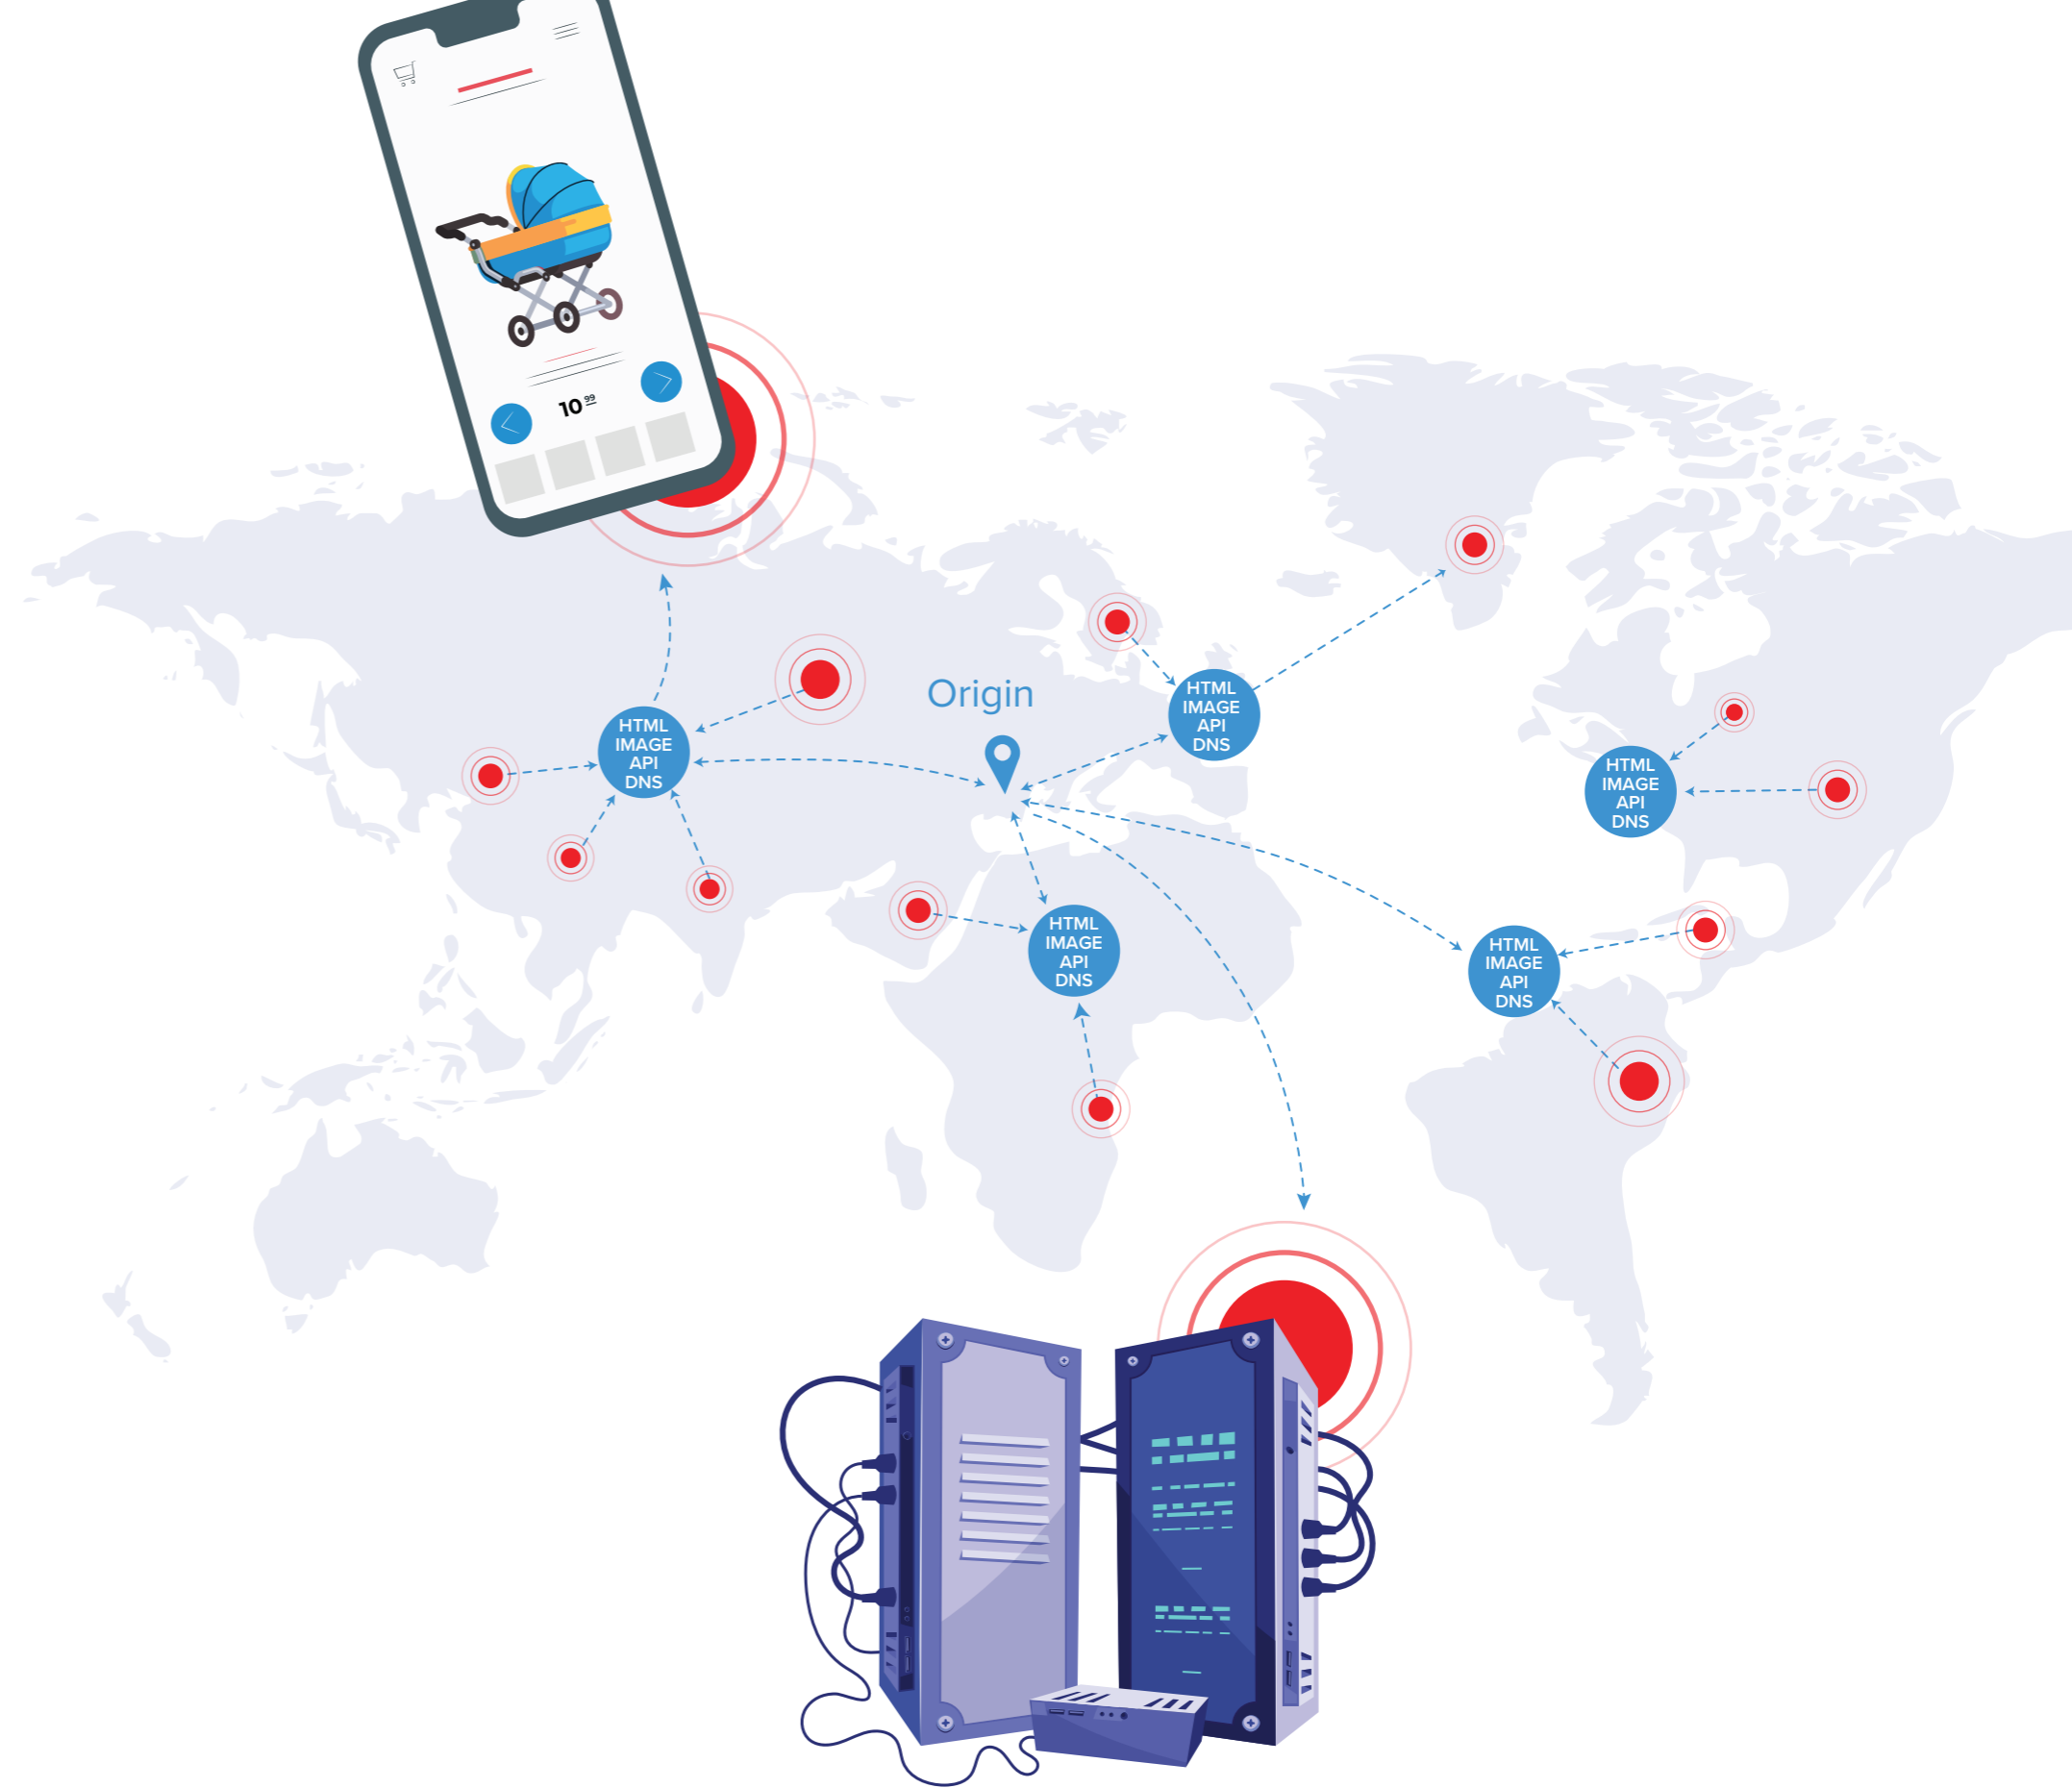 10 99
Origin
HTML
IMAGE
API
DNS
HTML
IMAGE
API
DNS
HTML
IMAGE
API
DNS
HTML
IMAGE
API
DNS
HTML
IMAGE
API
DNS